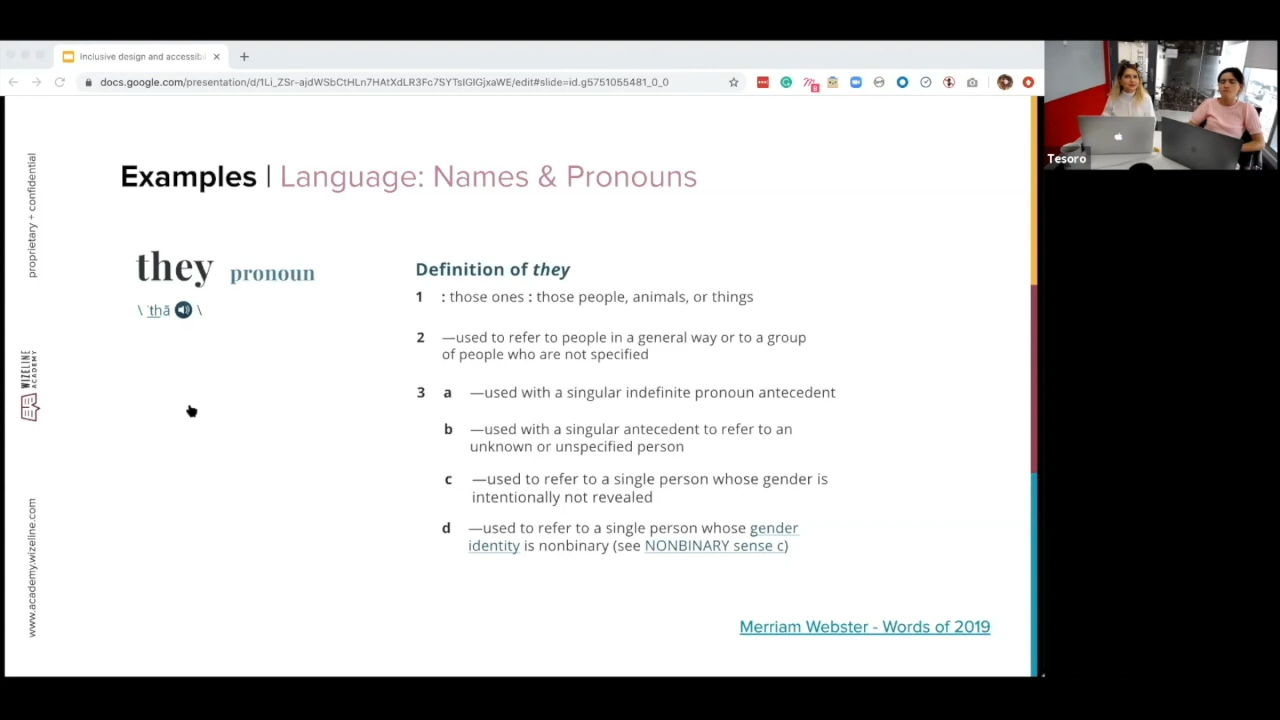 Inclusive design and accessibi
docs.google.com/presentation/d/1Li_ZSr-ajdWSbCtHLn7HAtXdLR3Fc7SYTsIGIGjxaWE/edit#slide=id.g5751055481_0_0
Tesoro
proprietary + confidential
WIZELINE
ACADEMY
www.academy.wizeline.com
Examples | Language: Names & Pronouns
they pronoun
\ ˈt͟hā \
Definition of they
1 : those ones : those people, animals, or things
2 —used to refer to people in a general way or to a group
of people who are not specified
3 a —used with a singular indefinite pronoun antecedent
b —used with a singular antecedent to refer to an
unknown or unspecified person
c —used to refer to a single person whose gender is
intentionally not revealed
d —used to refer to a single person whose gender
identity is nonbinary (see NONBINARY sense c)
Merriam Webster - Words of 2019